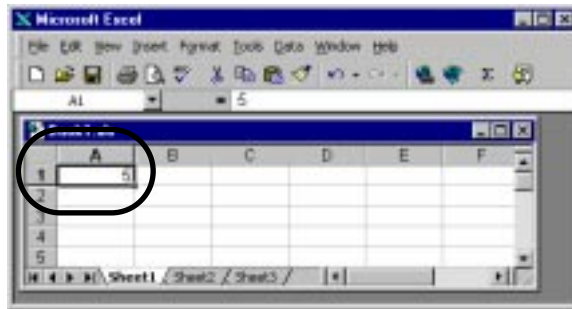 Microsoft Excel
File Edit View Insert Format Tools Data Window Help
Σ
A1 = 5
A B C D E F
1 5
2
3
4
5
Sheet1 Sheet2 Sheet3